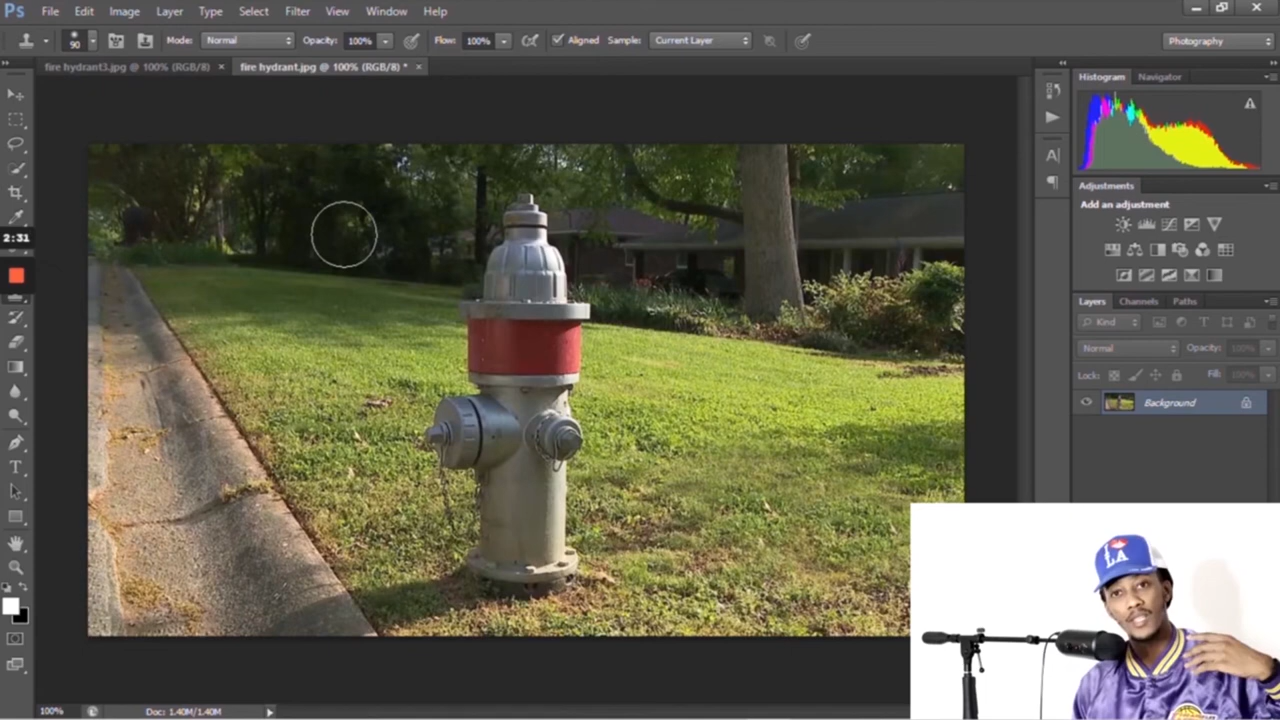 Ps File Edit Image Layer Type Select Filter View Window Help
90 Mode: Normal Opacity: 100% Flow: 100% Aligned Sample: Current Layer Photography
fire hydrant3.jpg @ 100% (RGB/8) × fire hydrant.jpg @ 100% (RGB/8) * ×
Histogram Navigator
Adjustments
Add an adjustment
2:31
Layers Channels Paths
Kind
Normal Opacity: 100%
Lock: Fill: 100%
Background
LA
100% Doc: 1.40M/1.40M